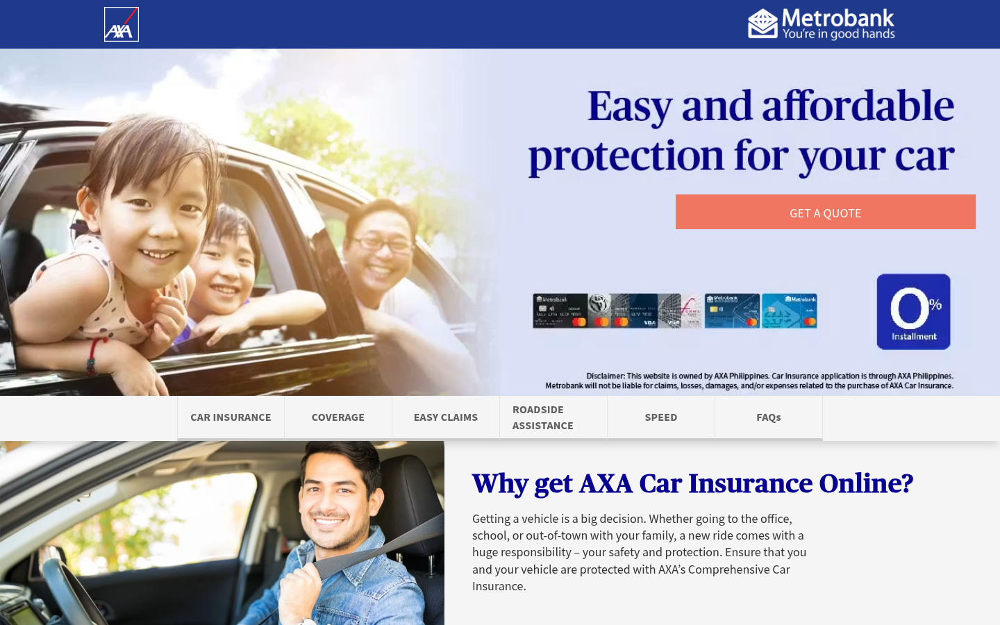 AXA
Metrobank
You're in good hands
Easy and affordable
protection for your car
GET A QUOTE
Metrobank
VISA
VISA
Metrobank
0%
Installment
Disclaimer: This website is owned by AXA Philippines. Car Insurance application is through AXA Philippines.
Metrobank will not be liable for claims, losses, damages, and/or expenses related to the purchase of AXA Car Insurance.
CAR INSURANCE
COVERAGE
EASY CLAIMS
ROADSIDE
ASSISTANCE
SPEED
FAQs
Why get AXA Car Insurance Online?
Getting a vehicle is a big decision. Whether going to the office,
school, or out-of-town with your family, a new ride comes with a
huge responsibility – your safety and protection. Ensure that you
and your vehicle are protected with AXA’s Comprehensive Car
Insurance.